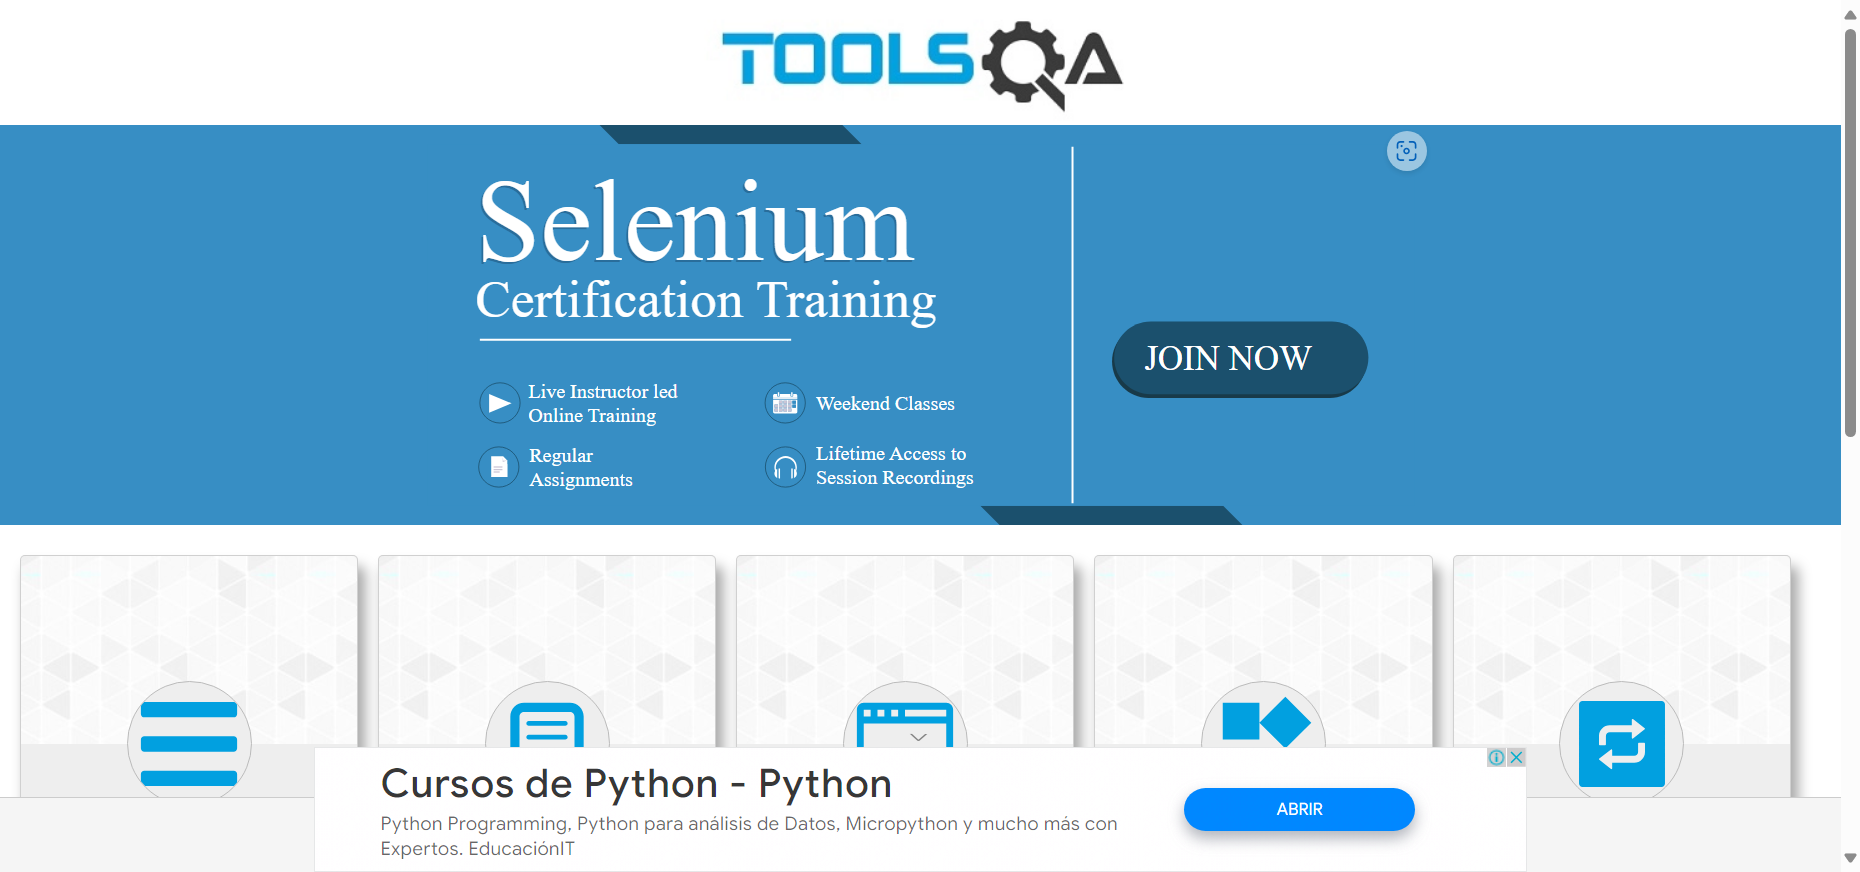 TOOLSQA
Selenium
Certification Training
Live Instructor led
Online Training
Weekend Classes
Regular
Assignments
Lifetime Access to
Session Recordings
JOIN NOW
Cursos de Python - Python
Python Programming, Python para análisis de Datos, Micropython y mucho más con
Expertos. EducaciónIT
ABRIR